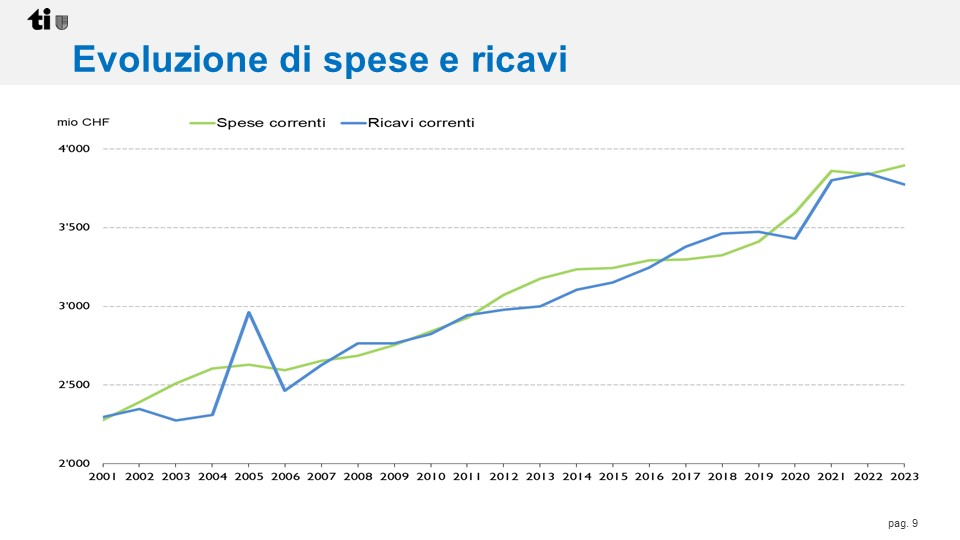 ti
Evoluzione di spese e ricavi
mio CHF
Spese correnti Ricavi correnti
4'000
3'500
3'000
2'500
2'000
2001 2002 2003 2004 2005 2006 2007 2008 2009 2010 2011 2012 2013 2014 2015 2016 2017 2018 2019 2020 2021 2022 2023
pag. 9